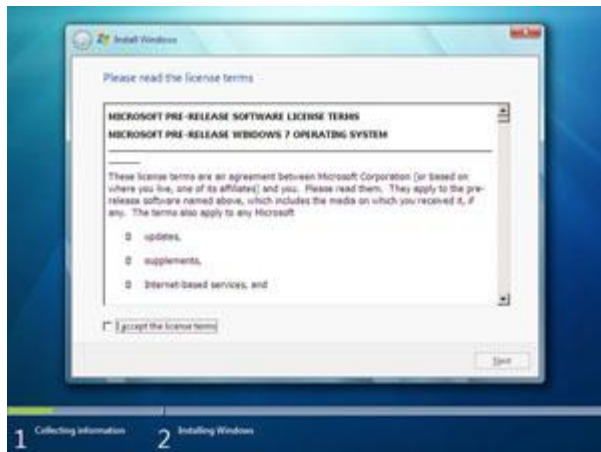 Install Windows
Please read the license terms
MICROSOFT PRE-RELEASE SOFTWARE LICENSE TERMS
MICROSOFT PRE-RELEASE WINDOWS 7 OPERATING SYSTEM
These license terms are an agreement between Microsoft Corporation (or based on
where you live, one of its affiliates) and you. Please read them. They apply to the pre-
release software named above, which includes the media on which you received it, if
any. The terms also apply to any Microsoft
updates,
supplements,
Internet-based services, and
I accept the license terms
Next
1 Collecting information 2 Installing Windows